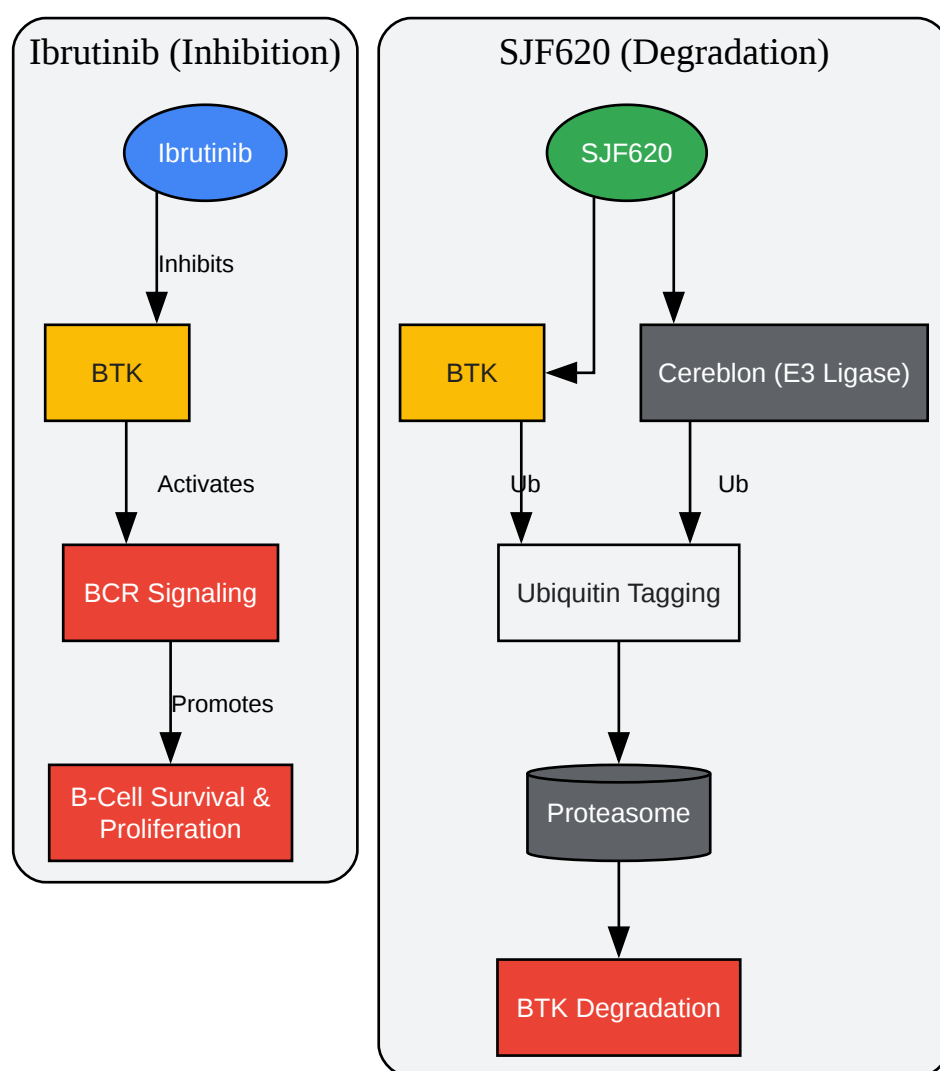 Ibrutinib (Inhibition)
Ibrutinib
Inhibits
BTK
Activates
BCR Signaling
Promotes
B-Cell Survival &
Proliferation
SJF620 (Degradation)
SJF620
BTK
Cereblon (E3 Ligase)
Ub
Ub
Ubiquitin Tagging
Proteasome
BTK Degradation